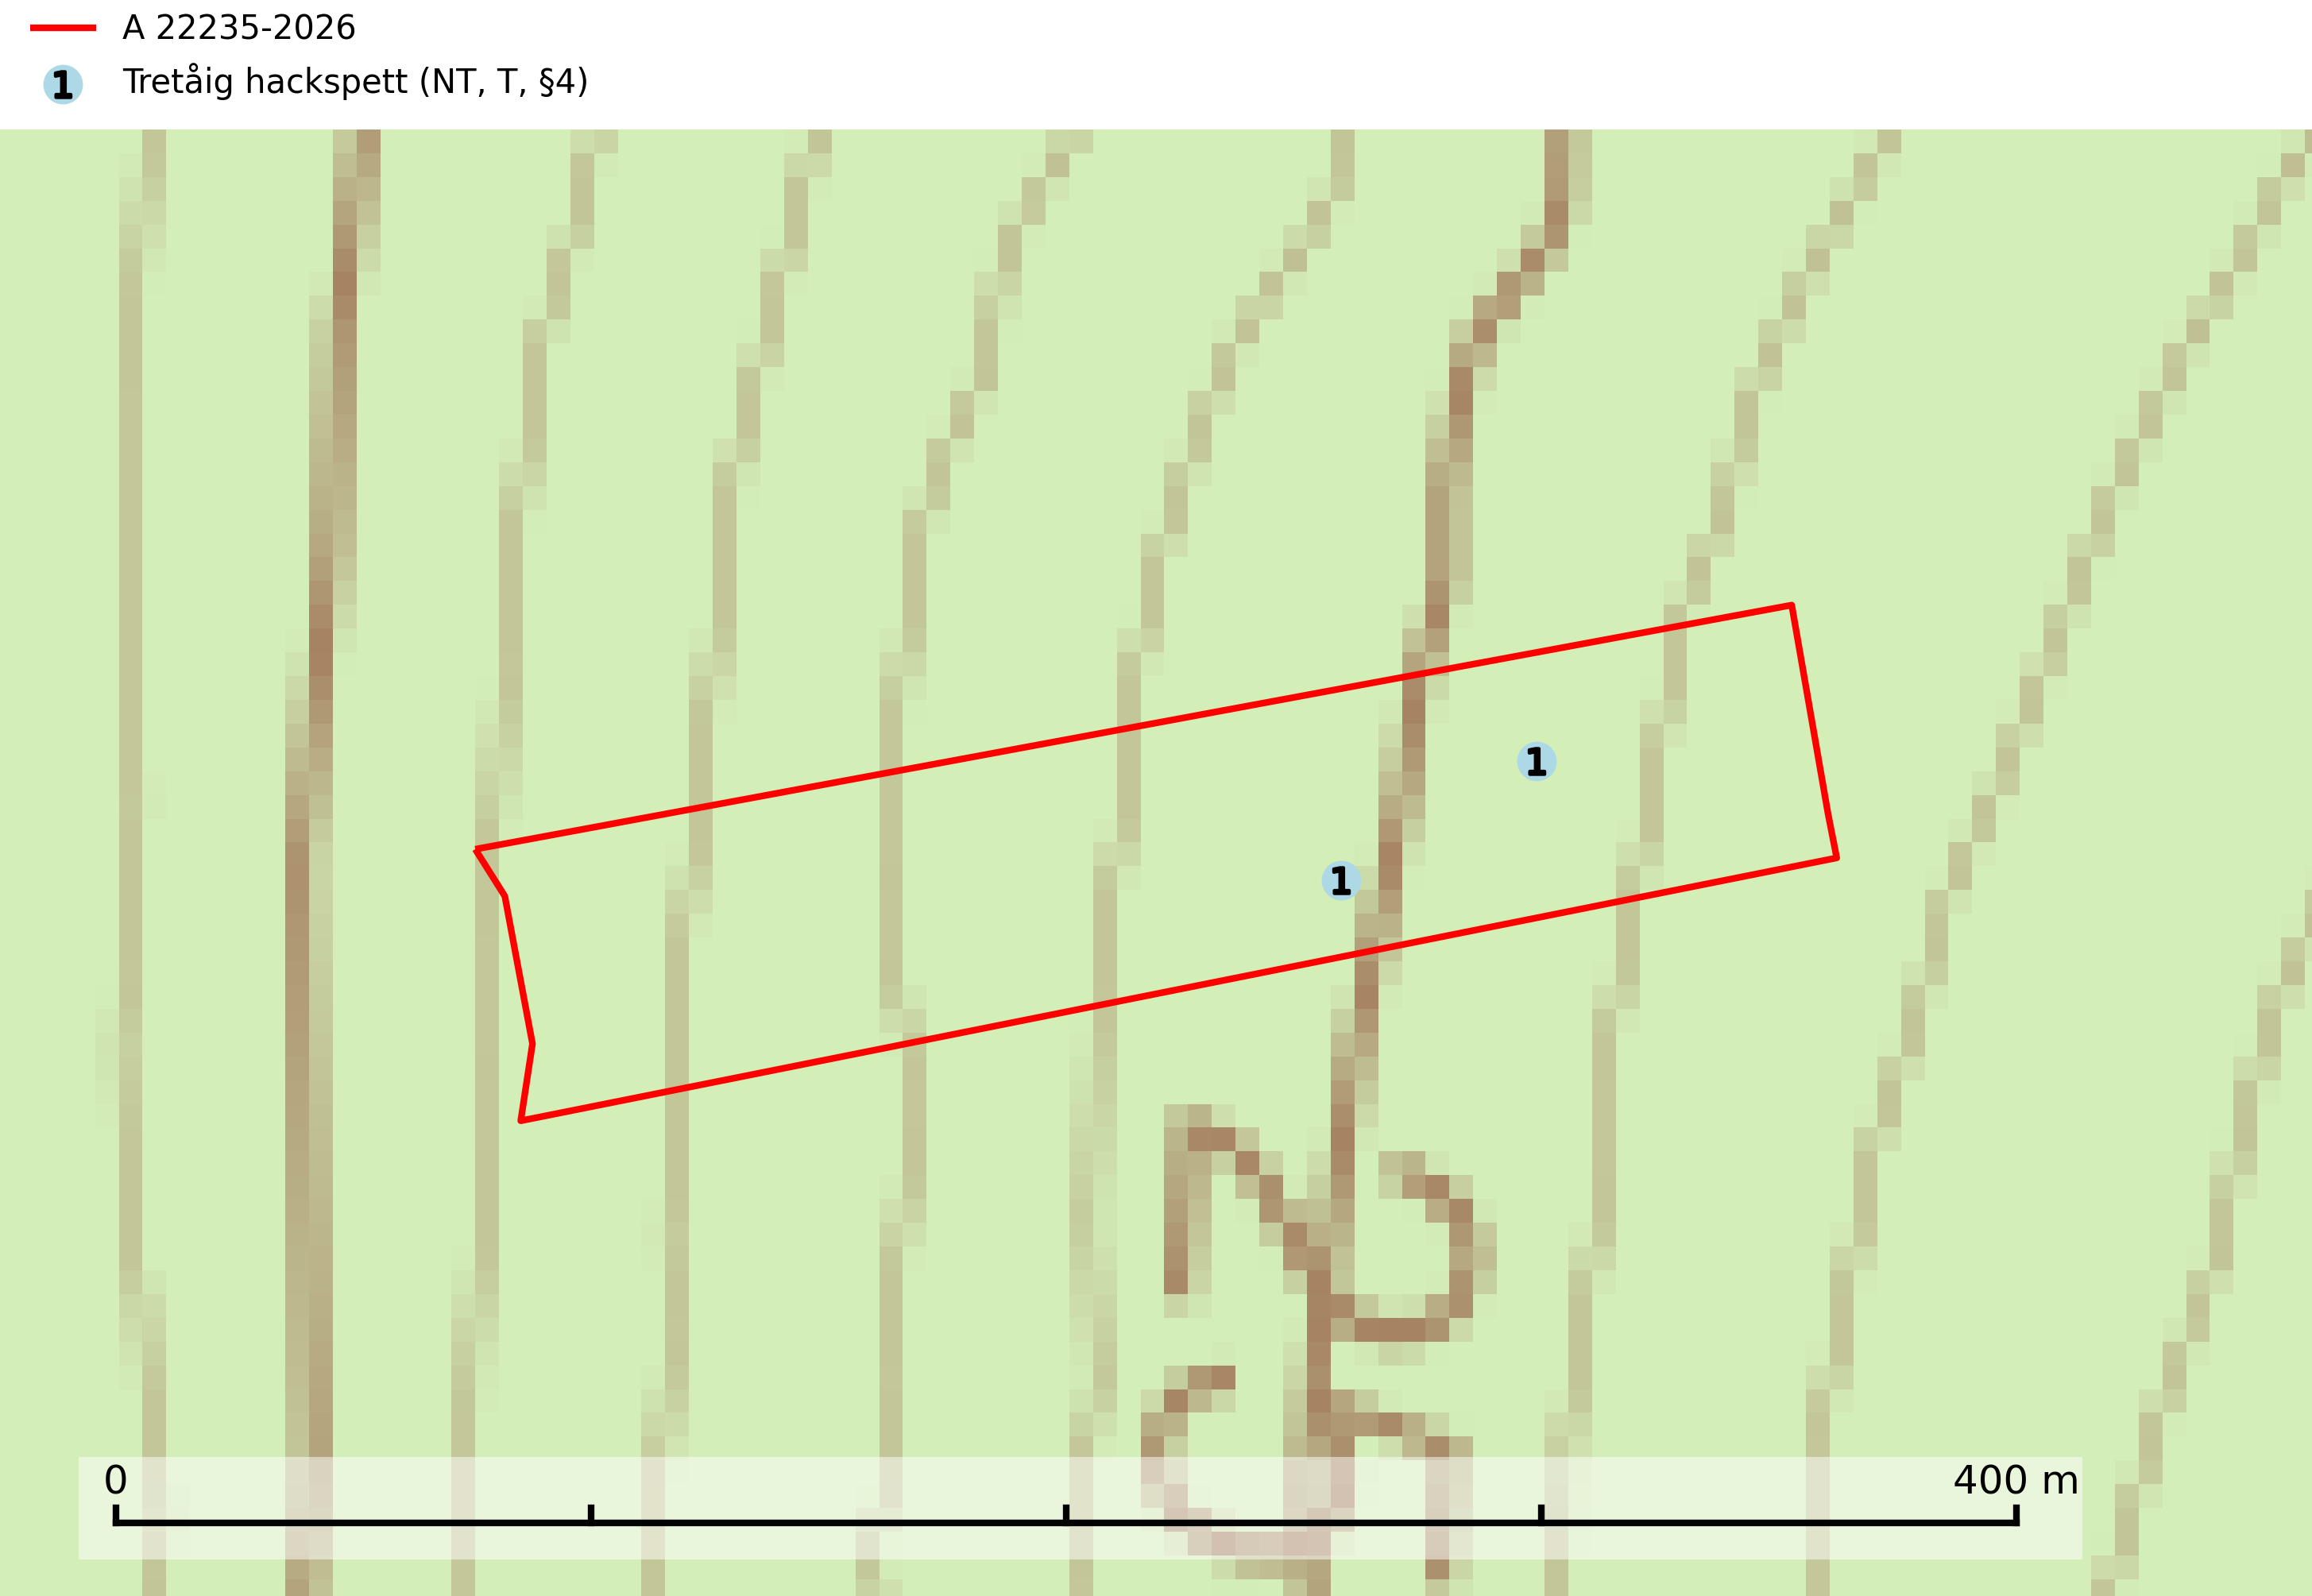 A 22235-2026
1 Tretåig hackspett (NT, T, §4)
1
1
0 400 m